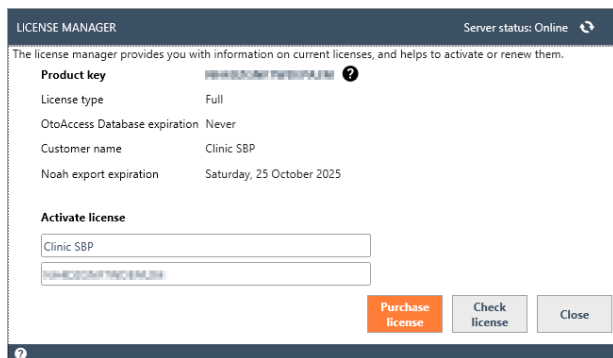 LICENSE MANAGER
Server status: Online
The license manager provides you with information on current licenses, and helps to activate or renew them.
Product key
License type Full
OtoAccess Database expiration Never
Customer name Clinic SBP
Noah export expiration Saturday, 25 October 2025
Activate license
Clinic SBP
Purchase license
Check license
Close